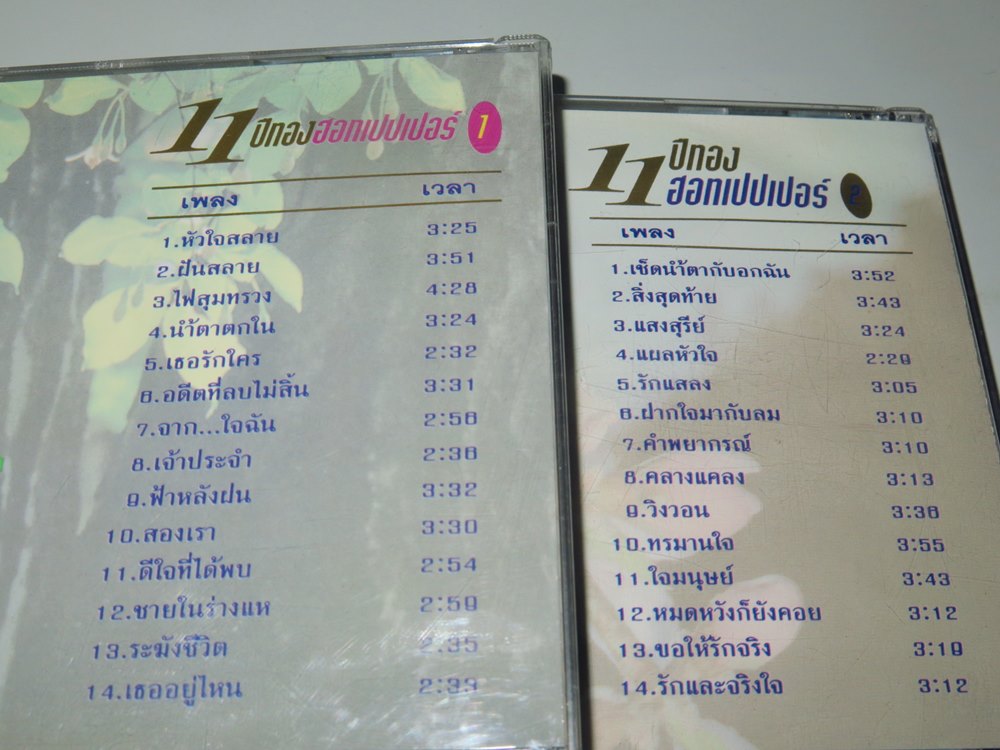 11 ปีทองฮอทเปปเปอร์ 1
เพลง เวลา
1.หัวใจสลาย 3:25
2.ฝันสลาย 3:51
3.ไฟสุมทรวง 4:28
4.น้ำตาตกใน 3:24
5.เธอรักใคร 2:32
6.อดีตที่ลบไม่สิ้น 3:31
7.จาก...ใจฉัน 2:58
8.เจ้าประจำ 2:38
9.ฟ้าหลังฝน 3:32
10.สองเรา 3:30
11.ดีใจที่ได้พบ 2:54
12.ชายในร่างแห 2:59
13.ระฆังชีวิต 2:35
14.เธออยู่ไหน 2:39
11 ปีทอง
ฮอทเปปเปอร์ 2
เพลง เวลา
1.เช็ดน้ำตากับอกฉัน 3:52
2.สิ่งสุดท้าย 3:43
3.แสงสุรีย์ 3:24
4.แผลหัวใจ 2:29
5.รักแสลง 3:05
6.ฝากใจมากับลม 3:10
7.คำพยากรณ์ 3:10
8.คลางแคลง 3:13
9.วิงวอน 3:36
10.ทรมานใจ 3:55
11.ใจมนุษย์ 3:43
12.หมดหวังก็ยังคอย 3:12
13.ขอให้รักจริง 3:19
14.รักและจริงใจ 3:12